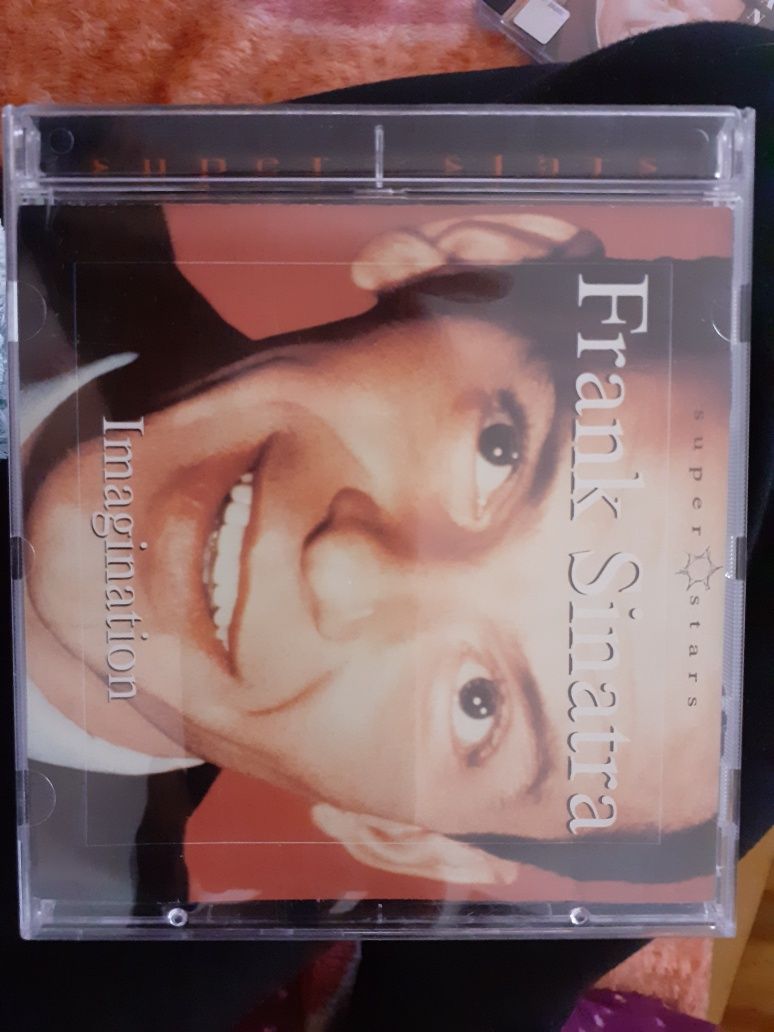 super stars
super stars
Frank Sinatra
Imagination